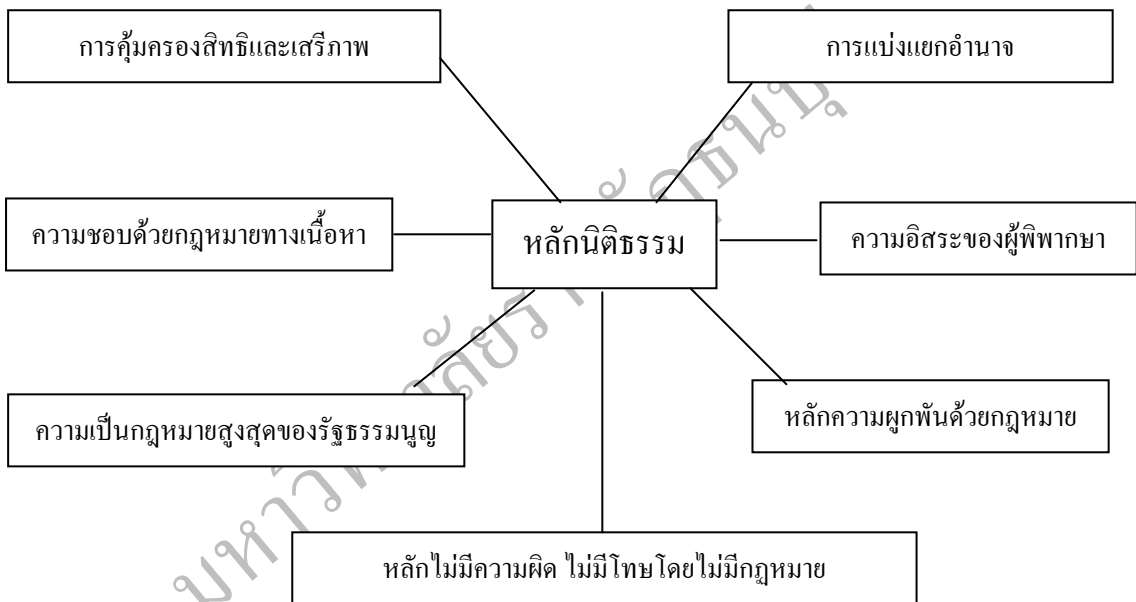 การคุ้มครองสิทธิและเสรีภาพ
การแบ่งแยกอำนาจ
ความชอบด้วยกฎหมายทางเนื้อหา
หลักนิติธรรม
ความอิสระของผู้พิพากษา
ความเป็นกฎหมายสูงสุดของรัฐธรรมนูญ
หลักความผูกพันด้วยกฎหมาย
หลักไม่มีความผิด ไม่มีโทษโดยไม่มีกฎหมาย